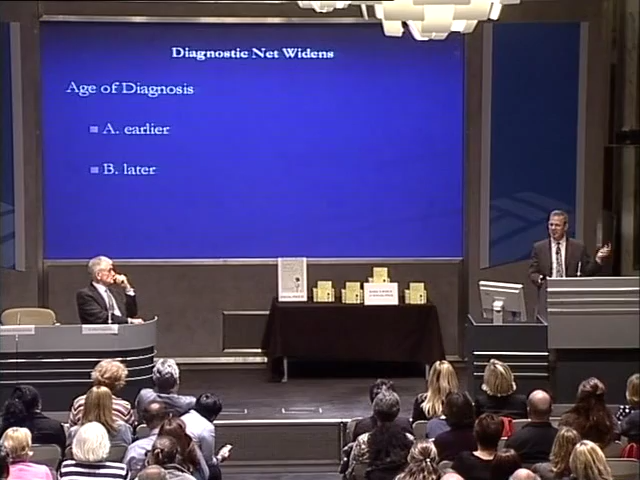 Diagnostic Net Widens
Age of Diagnosis
A. earlier
B. later